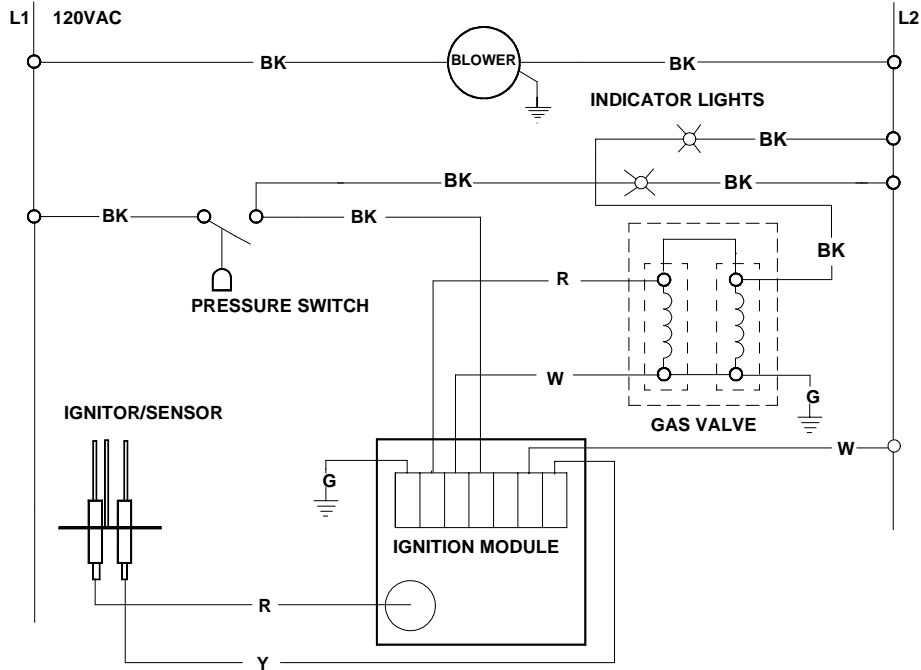 L1 120VAC L2
BK BLOWER BK
INDICATOR LIGHTS
BK
BK BK
BK BK
BK
R
PRESSURE SWITCH
W
G
IGNITOR/SENSOR
GAS VALVE
W
G
IGNITION MODULE
R
Y